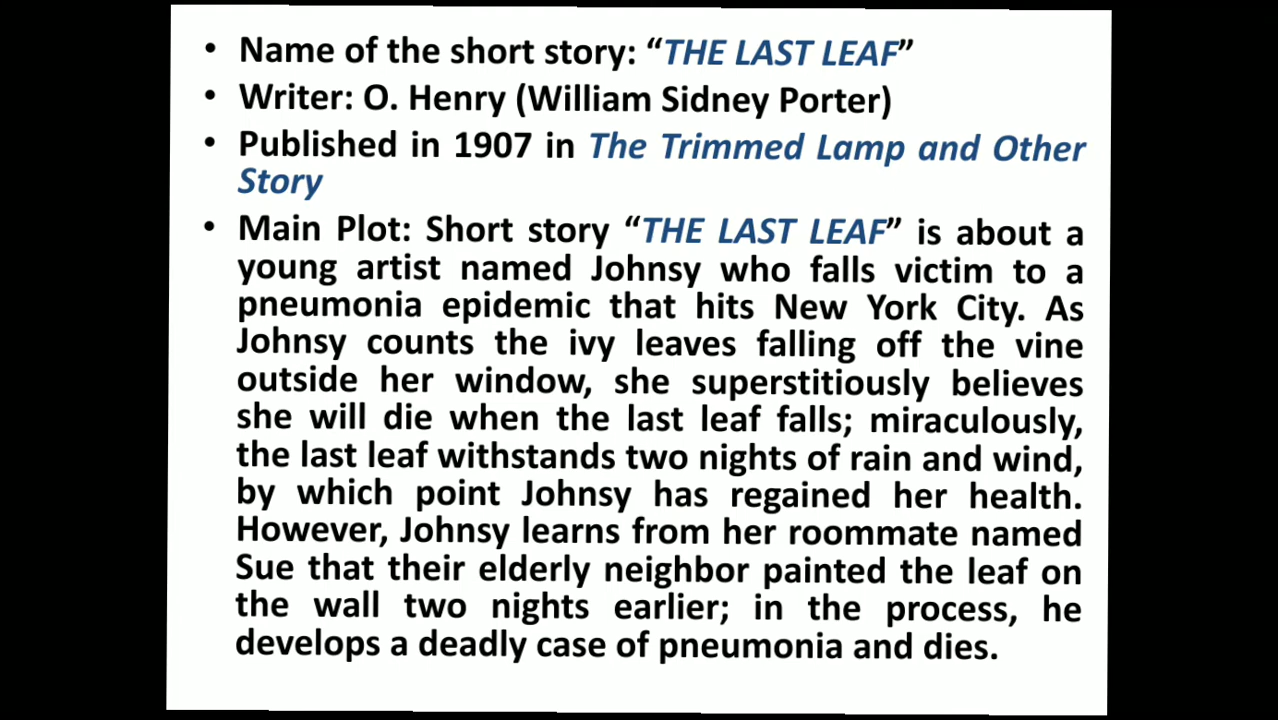 • Name of the short story: “THE LAST LEAF”
• Writer: O. Henry (William Sidney Porter)
• Published in 1907 in The Trimmed Lamp and Other
Story
• Main Plot: Short story “THE LAST LEAF” is about a
young artist named Johnsy who falls victim to a
pneumonia epidemic that hits New York City. As
Johnsy counts the ivy leaves falling off the vine
outside her window, she superstitiously believes
she will die when the last leaf falls; miraculously,
the last leaf withstands two nights of rain and wind,
by which point Johnsy has regained her health.
However, Johnsy learns from her roommate named
Sue that their elderly neighbor painted the leaf on
the wall two nights earlier; in the process, he
develops a deadly case of pneumonia and dies.